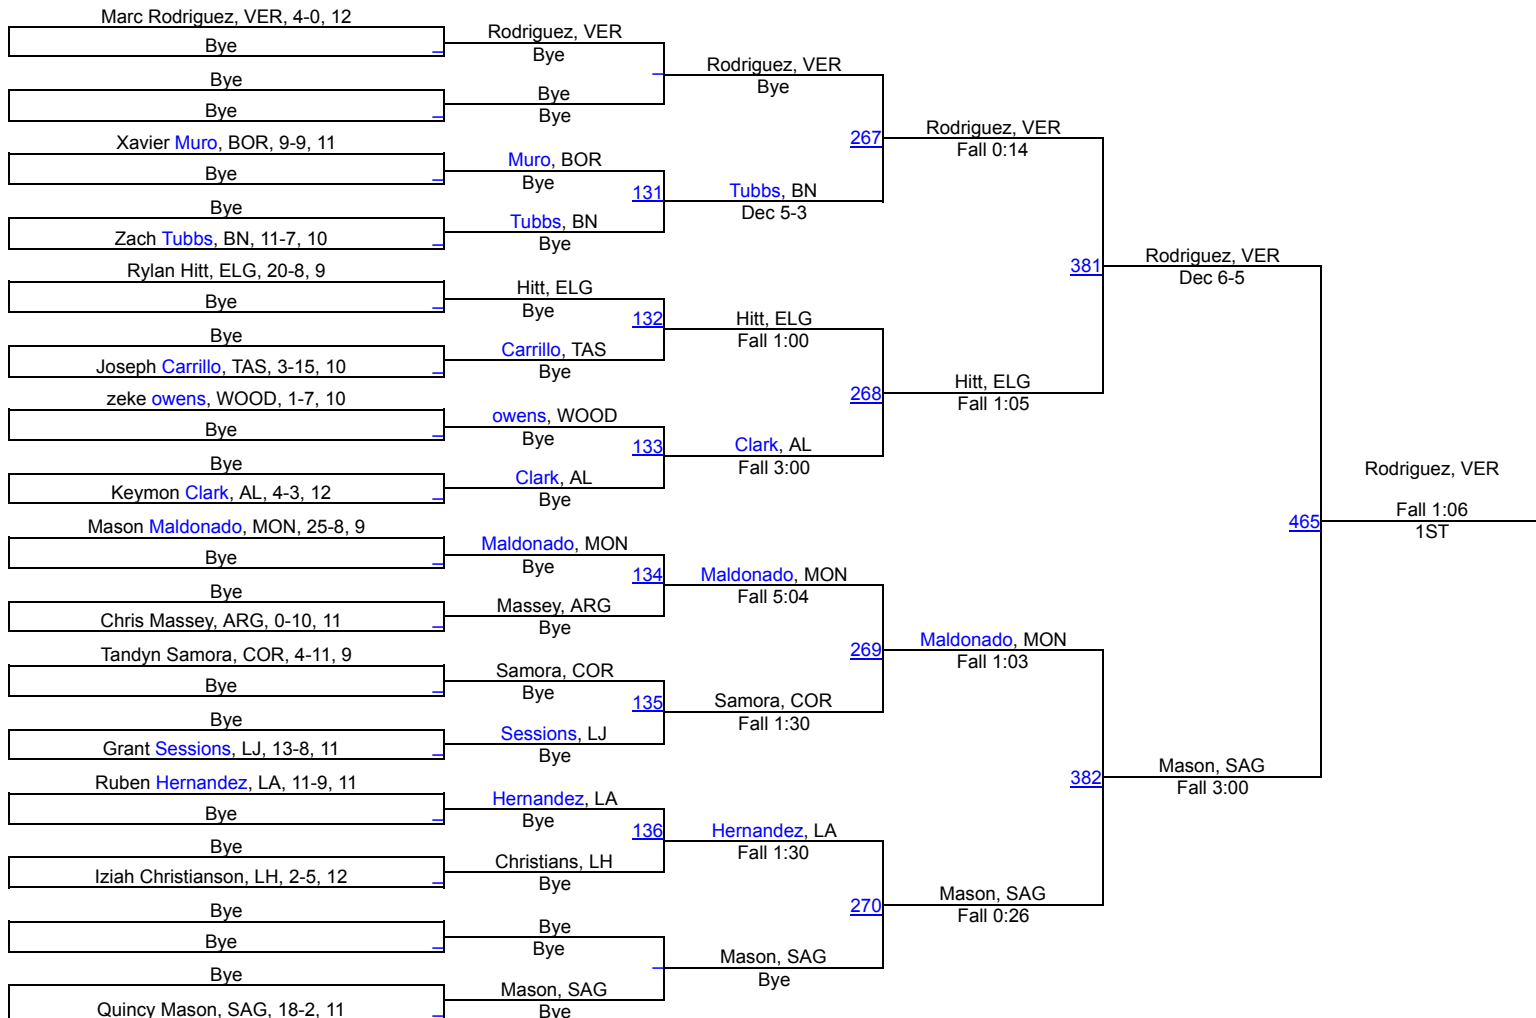 Marc Rodriguez, VER, 4-0, 12
Bye
Bye
Bye
Xavier Muro, BOR, 9-9, 11
Bye
Bye
Zach Tubbs, BN, 11-7, 10
Rylan Hitt, ELG, 20-8, 9
Bye
Bye
Joseph Carrillo, TAS, 3-15, 10
zeke owens, WOOD, 1-7, 10
Bye
Bye
Keymon Clark, AL, 4-3, 12
Mason Maldonado, MON, 25-8, 9
Bye
Bye
Chris Massey, ARG, 0-10, 11
Tandyn Samora, COR, 4-11, 9
Bye
Bye
Grant Sessions, LJ, 13-8, 11
Ruben Hernandez, LA, 11-9, 11
Bye
Bye
Iziah Christianson, LH, 2-5, 12
Bye
Bye
Bye
Quincy Mason, SAG, 18-2, 11
Rodriguez, VER
Bye
Bye
Bye
Muro, BOR
Bye
131
Tubbs, BN
Bye
Hitt, ELG
Bye
132
Carrillo, TAS
Bye
owens, WOOD
Bye
133
Clark, AL
Bye
Maldonado, MON
Bye
134
Massey, ARG
Bye
Samora, COR
Bye
135
Sessions, LJ
Bye
Hernandez, LA
Bye
136
Christians, LH
Bye
Bye
Bye
Mason, SAG
Bye
Rodriguez, VER
Bye
267
Tubbs, BN
Dec 5-3
Hitt, ELG
Fall 1:00
268
Clark, AL
Fall 3:00
Maldonado, MON
Fall 5:04
269
Samora, COR
Fall 1:30
Hernandez, LA
Fall 1:30
270
Mason, SAG
Bye
Rodriguez, VER
Fall 0:14
381
Hitt, ELG
Fall 1:05
Maldonado, MON
Fall 1:03
382
Mason, SAG
Fall 0:26
Rodriguez, VER
Dec 6-5
465
Mason, SAG
Fall 3:00
Rodriguez, VER
Fall 1:06
1ST